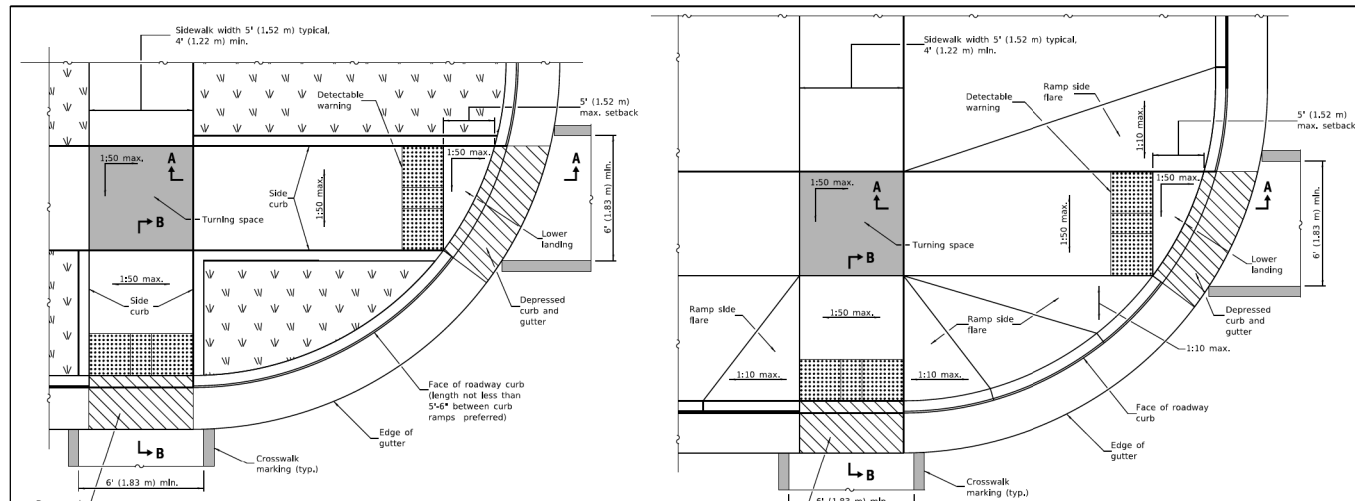 Sidewalk width 5' (1.52 m) typical,
4' (1.22 m) min.
Detectable
warning
5' (1.52 m)
max. setback
1:50 max.
A
A
1:50 max.
B
Turning space
Side
curb
1:50 max.
6' (1.83 m) min.
Lower
landing
1:50 max.
Side
curb
Depressed
curb and
gutter
Face of roadway curb
(length not less than
5'-6" between curb
ramps preferred)
Edge of
gutter
B
Crosswalk
marking (typ.)
6' (1.83 m) min.
Sidewalk width 5' (1.52 m) typical,
4' (1.22 m) min.
Ramp side
flare
Detectable
warning
1:10 max.
5' (1.52 m)
max. setback
1:50 max.
A
1:50 max.
A
1:50 max.
6' (1.83 m) min.
Turning space
B
Lower
landing
Ramp side
flare
Ramp side
flare
1:50 max.
Depressed
curb and
gutter
1:10 max.
1:10 max.
1:10 max.
Face of roadway
curb
Edge of
gutter
B
Crosswalk
marking (typ.)
6' (1.83 m) min.